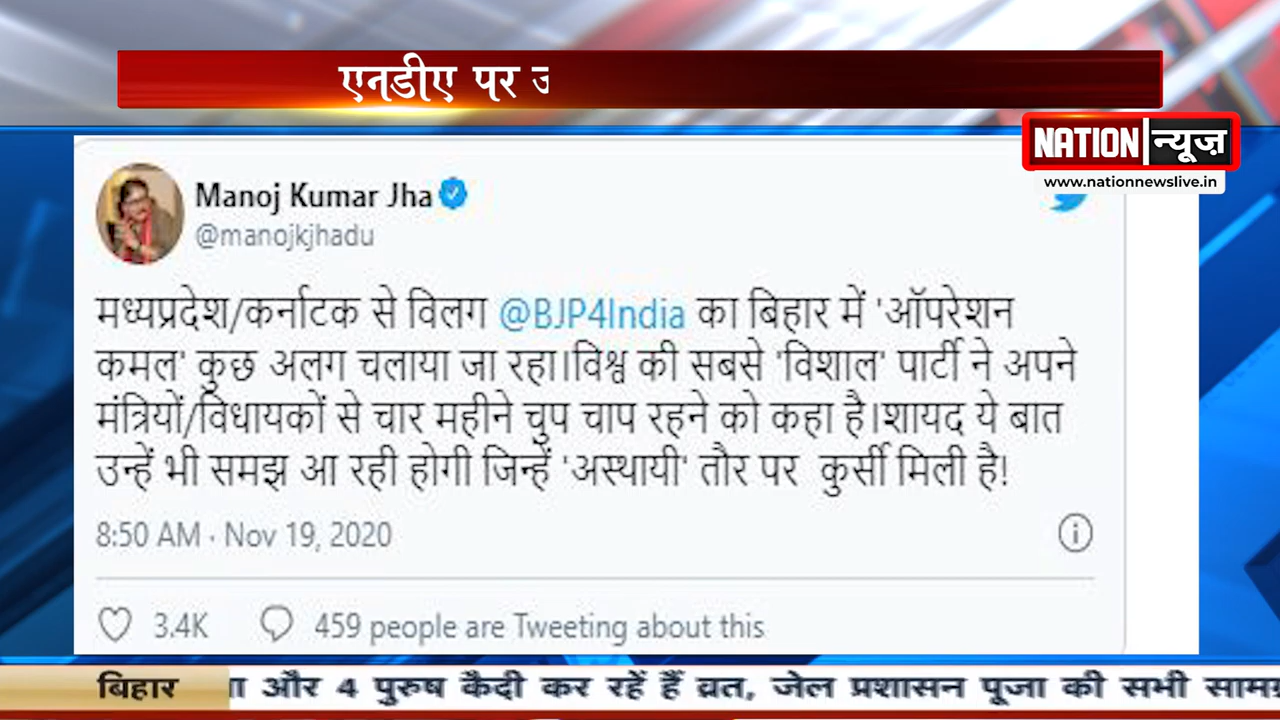 एनडीए पर
NATION न्यूज़
www.nationnewslive.in
Manoj Kumar Jha
@manojkjhadu
मध्यप्रदेश/कर्नाटक से विलग @BJP4India का बिहार में 'ऑपरेशन
कमल' कुछ अलग चलाया जा रहा।विश्व की सबसे 'विशाल' पार्टी ने अपने
मंत्रियों/विधायकों से चार महीने चुप चाप रहने को कहा है।शायद ये बात
उन्हें भी समझ आ रही होगी जिन्हें 'अस्थायी' तौर पर कुर्सी मिली है!
8:50 AM · Nov 19, 2020
3.4K 459 people are Tweeting about this
बिहार और 4 पुरुष कैदी कर रहें हैं व्रत, जेल प्रशासन पूजा की सभी